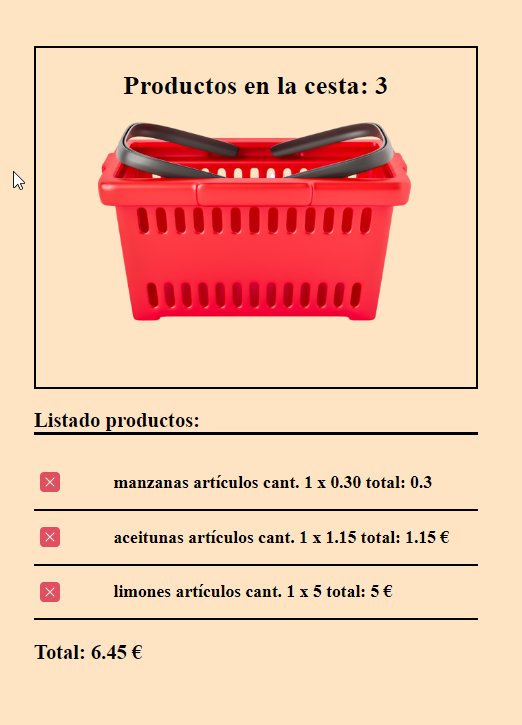 Productos en la cesta: 3
Listado productos:
manzanas artículos cant. 1 x 0.30 total: 0.3
aceitunas artículos cant. 1 x 1.15 total: 1.15 €
limones artículos cant. 1 x 5 total: 5 €
Total: 6.45 €